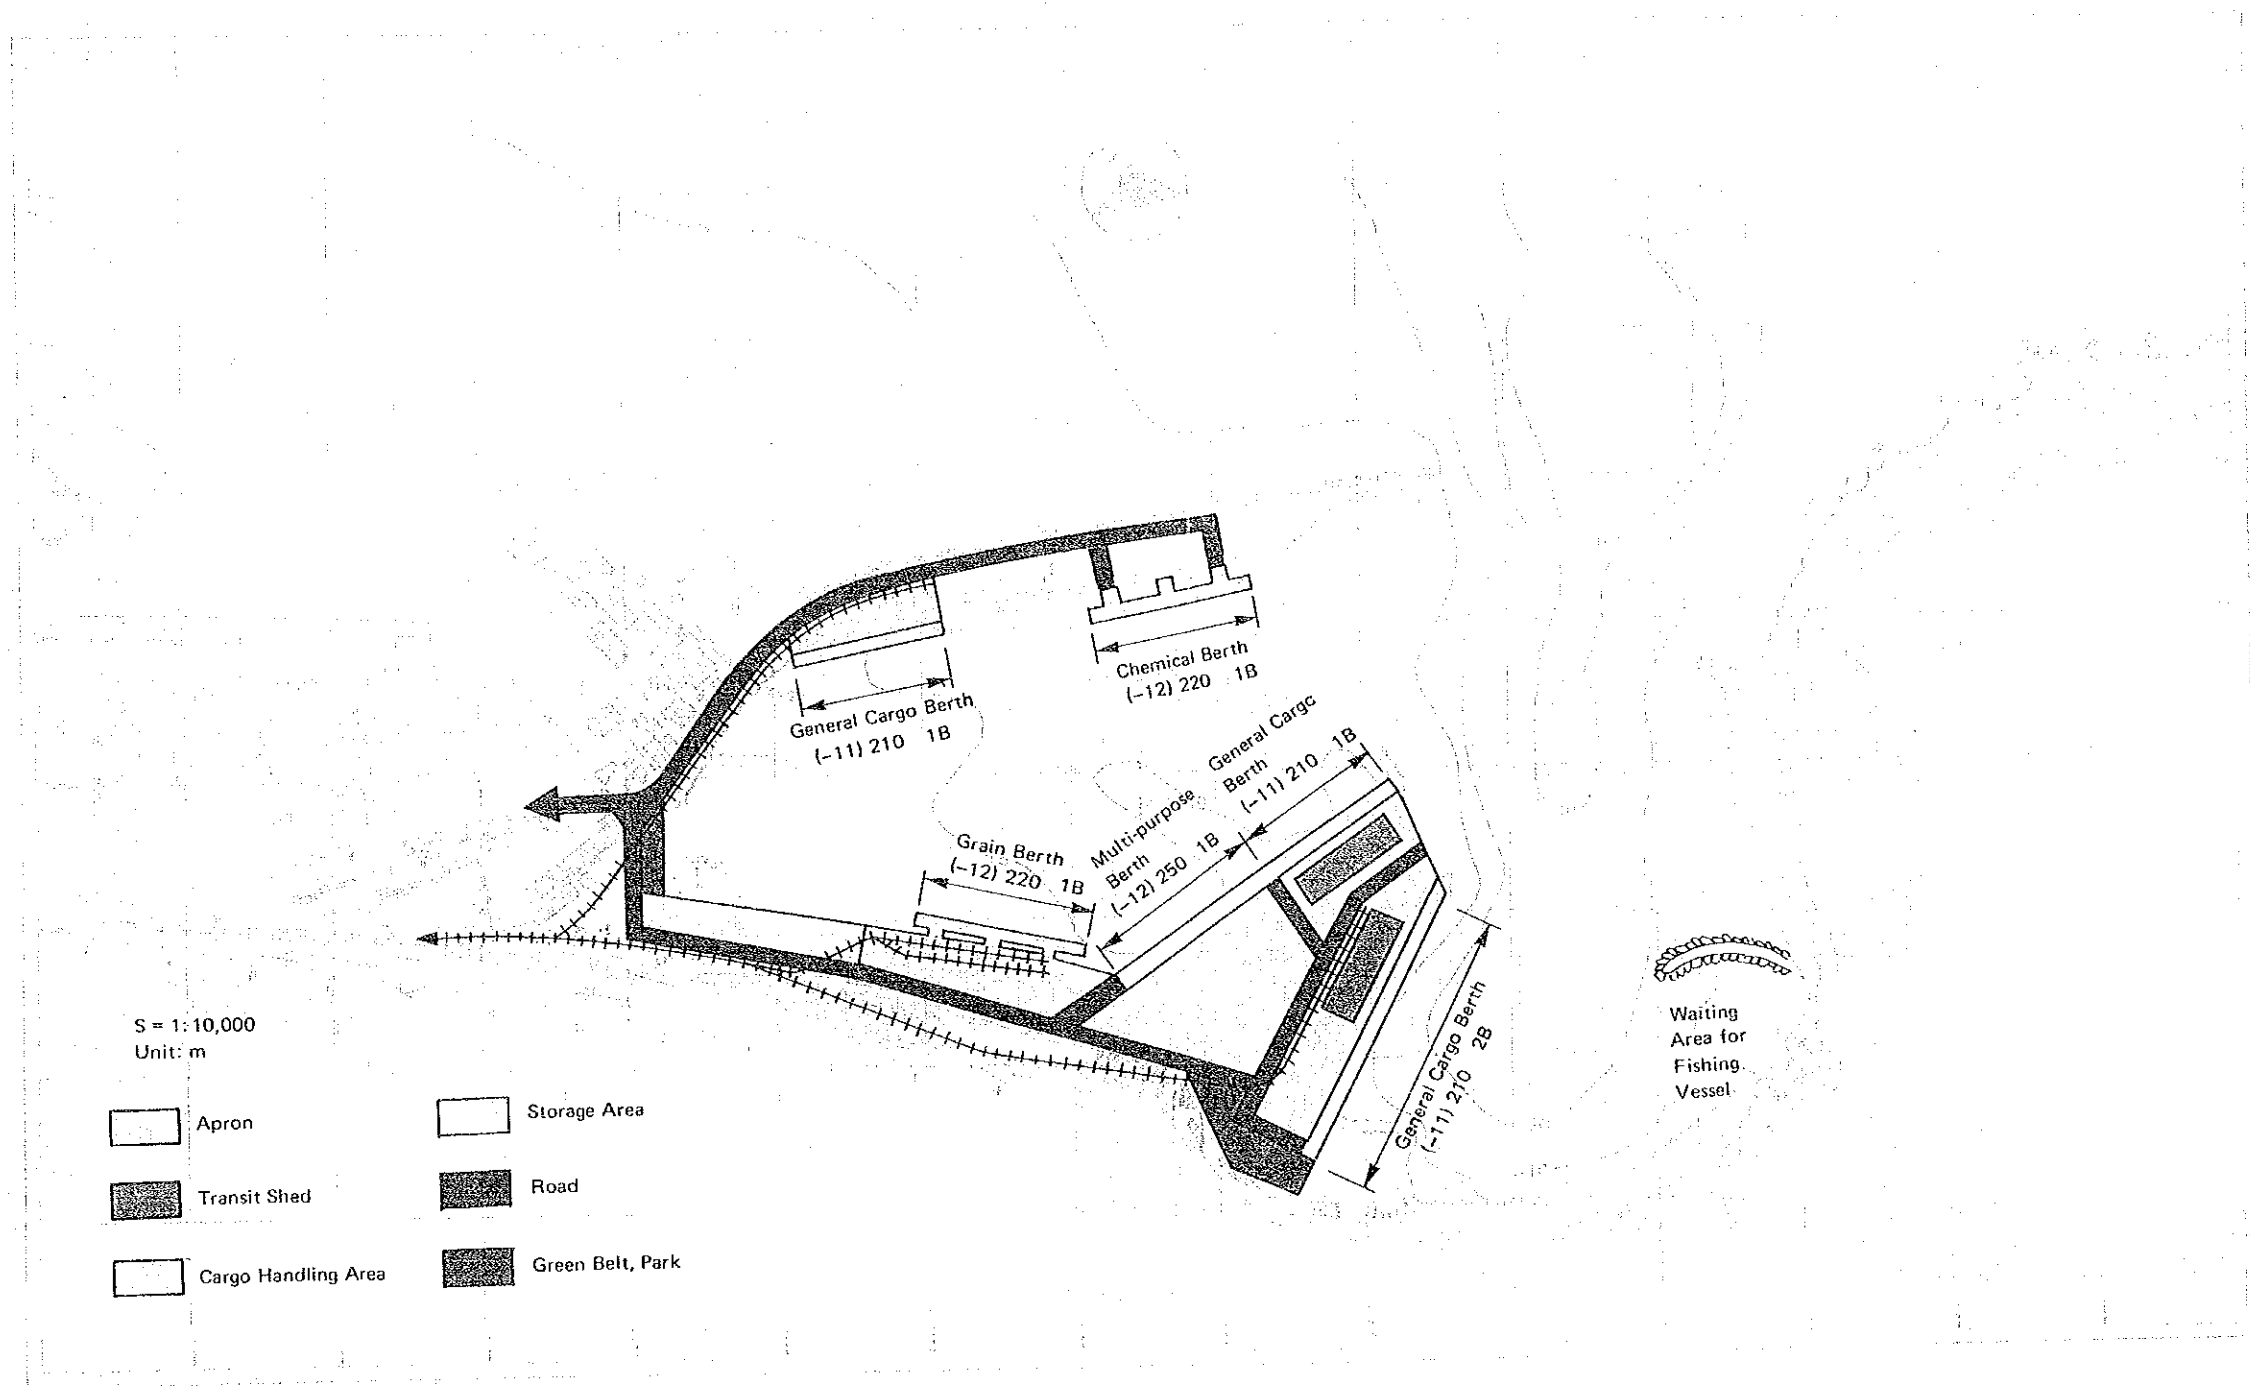 Chemical Berth
(-12) 220 1B
General Cargo Berth
(-11) 210 1B
General Cargo
Berth
(-11) 210 1B
Multi-purpose
Berth
(-12) 250 1B
Grain Berth
(-12) 220 1B
General Cargo Berth
(-11) 210 2B
Waiting
Area for
Fishing
Vessel
S = 1:10,000
Unit: m
Apron
Storage Area
Transit Shed
Road
Cargo Handling Area
Green Belt, Park